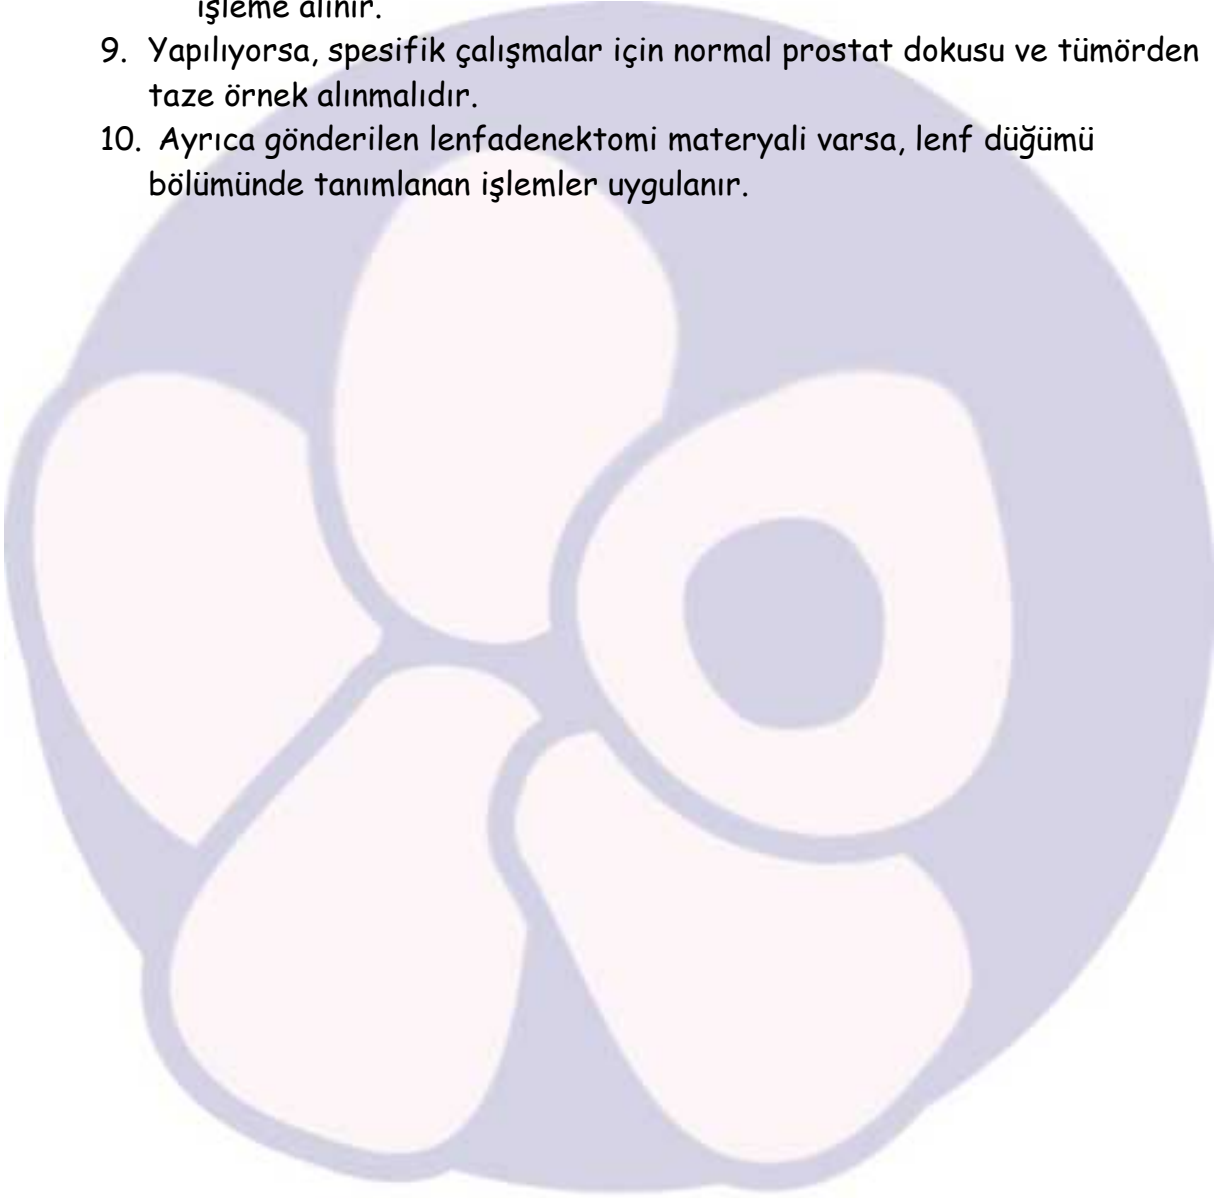 işleme alınır.
9. Yapılıyorsa, spesifik çalışmalar için normal prostat dokusu ve tümörden
taze örnek alınmalıdır.
10. Ayrıca gönderilen lenfadenektomi materyali varsa, lenf düğümü
bölümünde tanımlanan işlemler uygulanır.